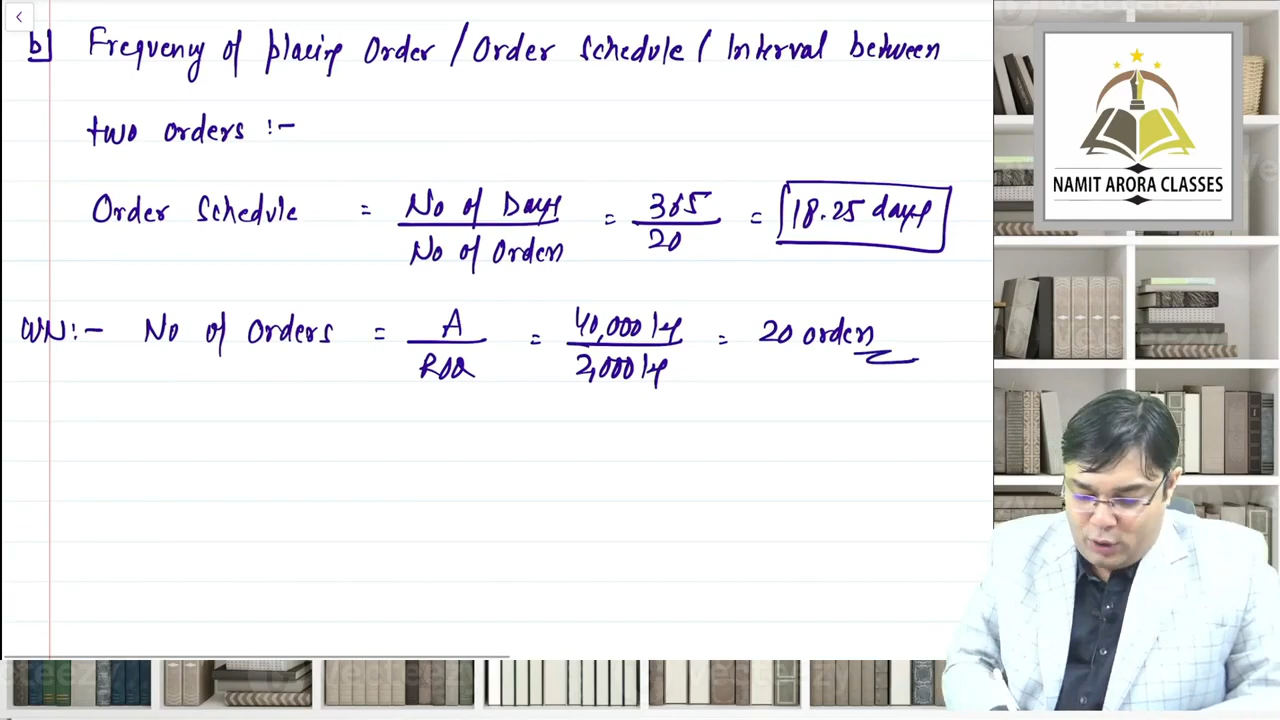 b] Frequency of placing Order / Order Schedule / Interval between
two orders :-
Order Schedule = No of Days / No of Orders = 365 / 20 = 18.25 days
WN:- No of Orders = A / ROQ = 40,000 kg / 2,000 kg = 20 orders
NAMIT ARORA CLASSES